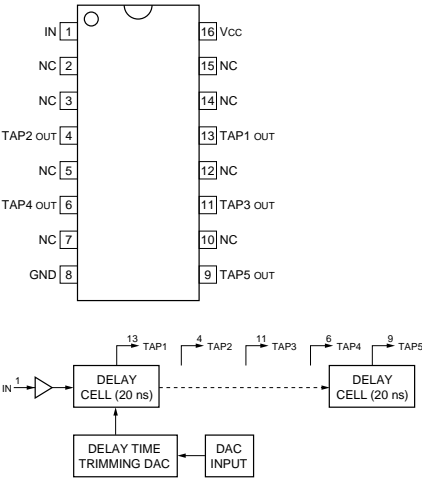 IN 1 16 VCC
NC 2 15 NC
NC 3 14 NC
TAP2 OUT 4 13 TAP1 OUT
NC 5 12 NC
TAP4 OUT 6 11 TAP3 OUT
NC 7 10 NC
GND 8 9 TAP5 OUT
13 TAP1 4 TAP2 11 TAP3 6 TAP4 9 TAP5
IN 1
DELAY
CELL (20 ns)
DELAY
CELL (20 ns)
DELAY TIME
TRIMMING DAC
DAC
INPUT